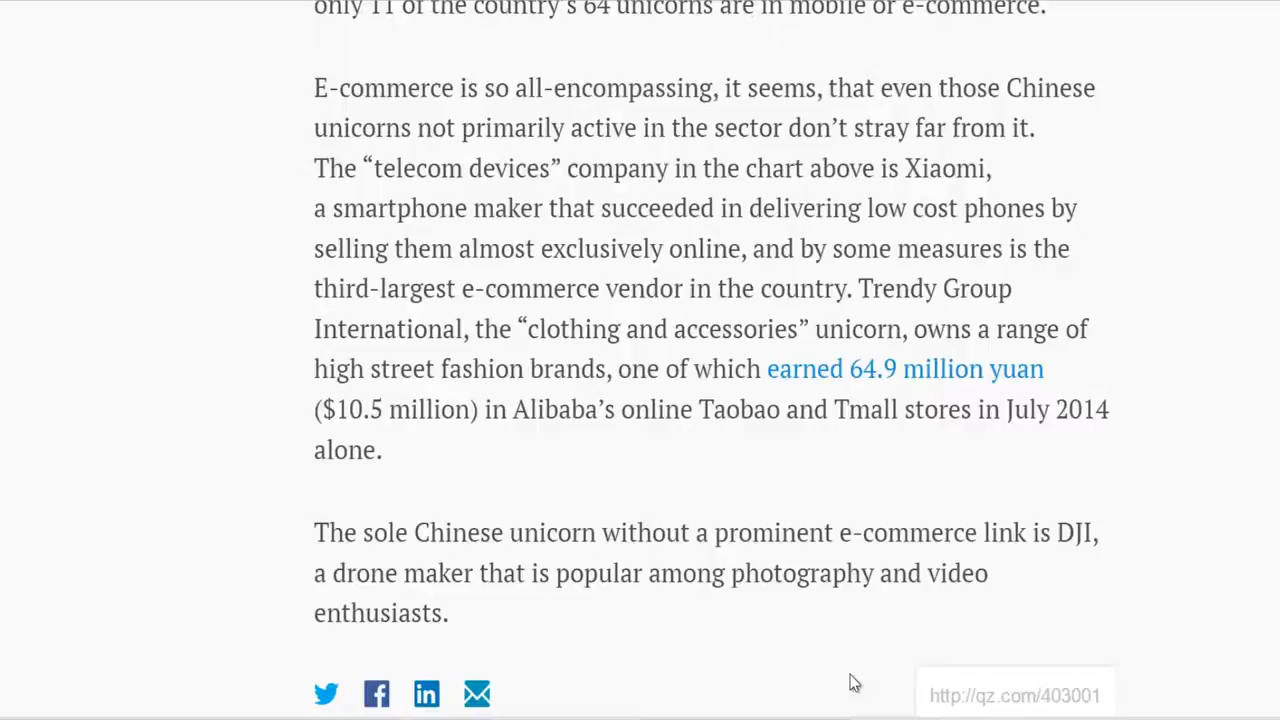 only 11 of the country's 64 unicorns are in mobile or e-commerce.
E-commerce is so all-encompassing, it seems, that even those Chinese
unicorns not primarily active in the sector don’t stray far from it.
The “telecom devices” company in the chart above is Xiaomi,
a smartphone maker that succeeded in delivering low cost phones by
selling them almost exclusively online, and by some measures is the
third-largest e-commerce vendor in the country. Trendy Group
International, the “clothing and accessories” unicorn, owns a range of
high street fashion brands, one of which earned 64.9 million yuan
($10.5 million) in Alibaba’s online Taobao and Tmall stores in July 2014
alone.
The sole Chinese unicorn without a prominent e-commerce link is DJI,
a drone maker that is popular among photography and video
enthusiasts.
in
http://qz.com/403001